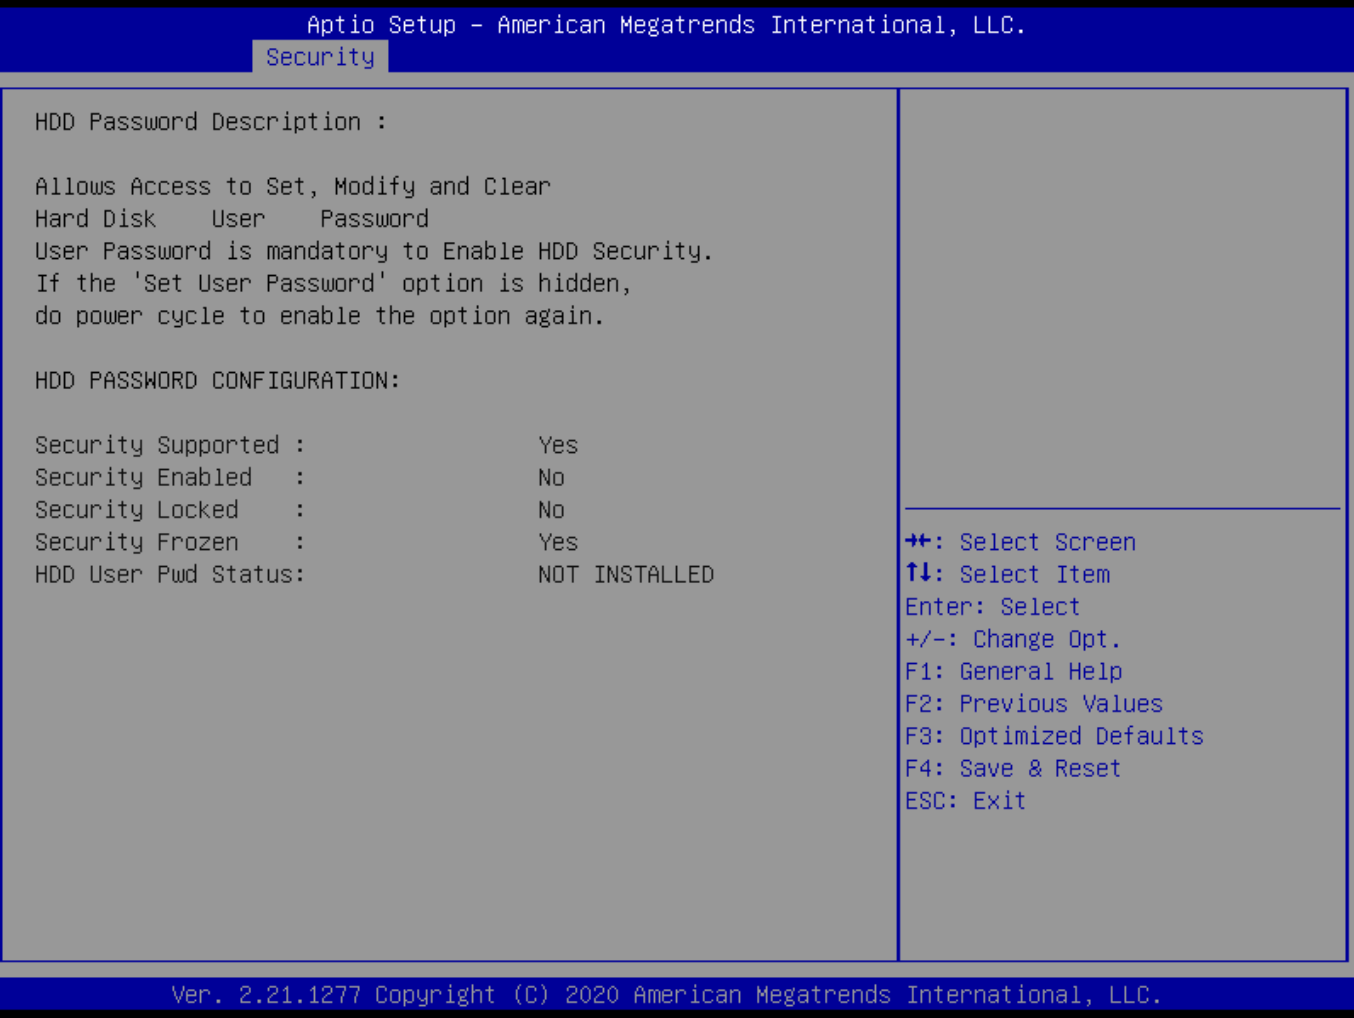 Aptio Setup – American Megatrends International, LLC.
Security
HDD Password Description :
Allows Access to Set, Modify and Clear
Hard Disk    User    Password
User Password is mandatory to Enable HDD Security.
If the 'Set User Password' option is hidden,
do power cycle to enable the option again.
HDD PASSWORD CONFIGURATION:
Security Supported :    Yes
Security Enabled   :    No
Security Locked    :    No
Security Frozen    :    Yes
HDD User Pwd Status:    NOT INSTALLED
→←: Select Screen
↑↓: Select Item
Enter: Select
+/-: Change Opt.
F1: General Help
F2: Previous Values
F3: Optimized Defaults
F4: Save & Reset
ESC: Exit
Ver. 2.21.1277 Copyright (C) 2020 American Megatrends International, LLC.